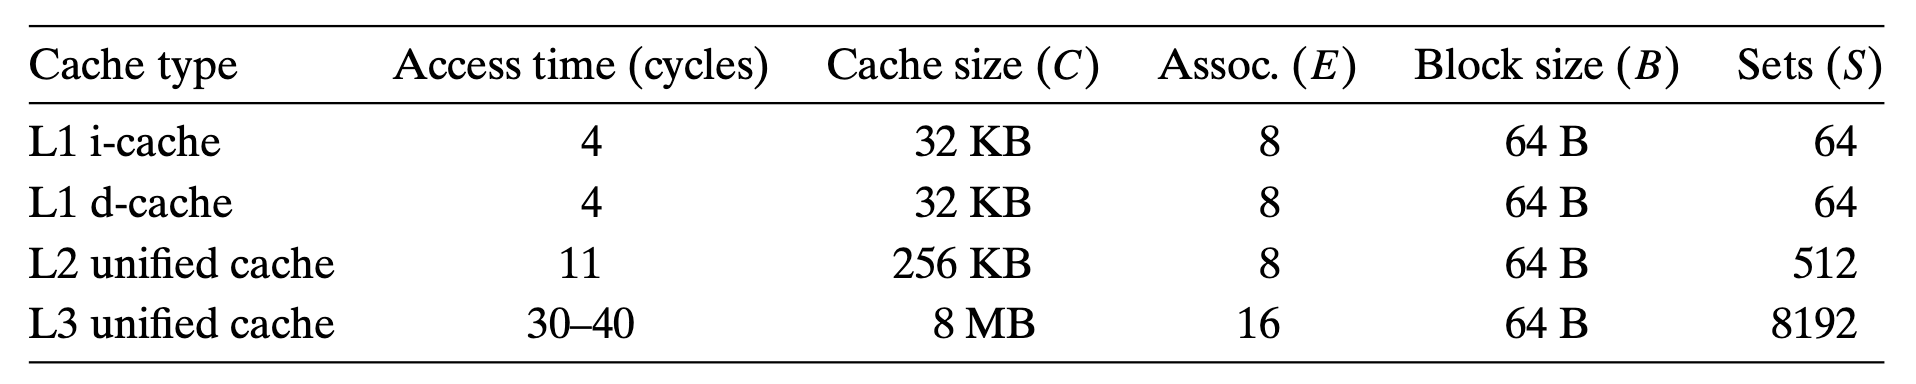 Cache type Access time (cycles) Cache size (C) Assoc. (E) Block size (B) Sets (S)
L1 i-cache 4 32 KB 8 64 B 64
L1 d-cache 4 32 KB 8 64 B 64
L2 unified cache 11 256 KB 8 64 B 512
L3 unified cache 30–40 8 MB 16 64 B 8192